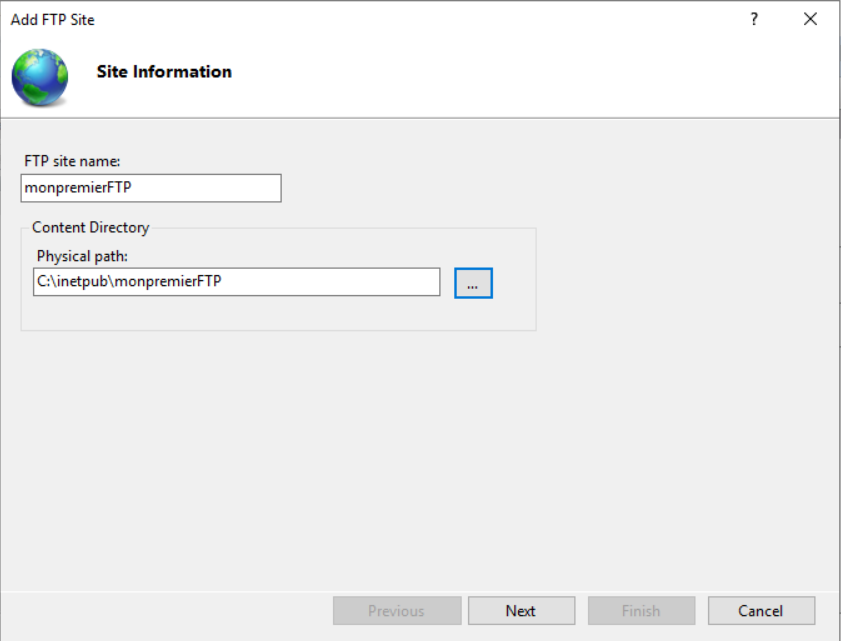 Add FTP Site
?
Site Information
FTP site name:
monpremierFTP
Content Directory
Physical path:
C:\inetpub\monpremierFTP
...
Previous Next Finish Cancel